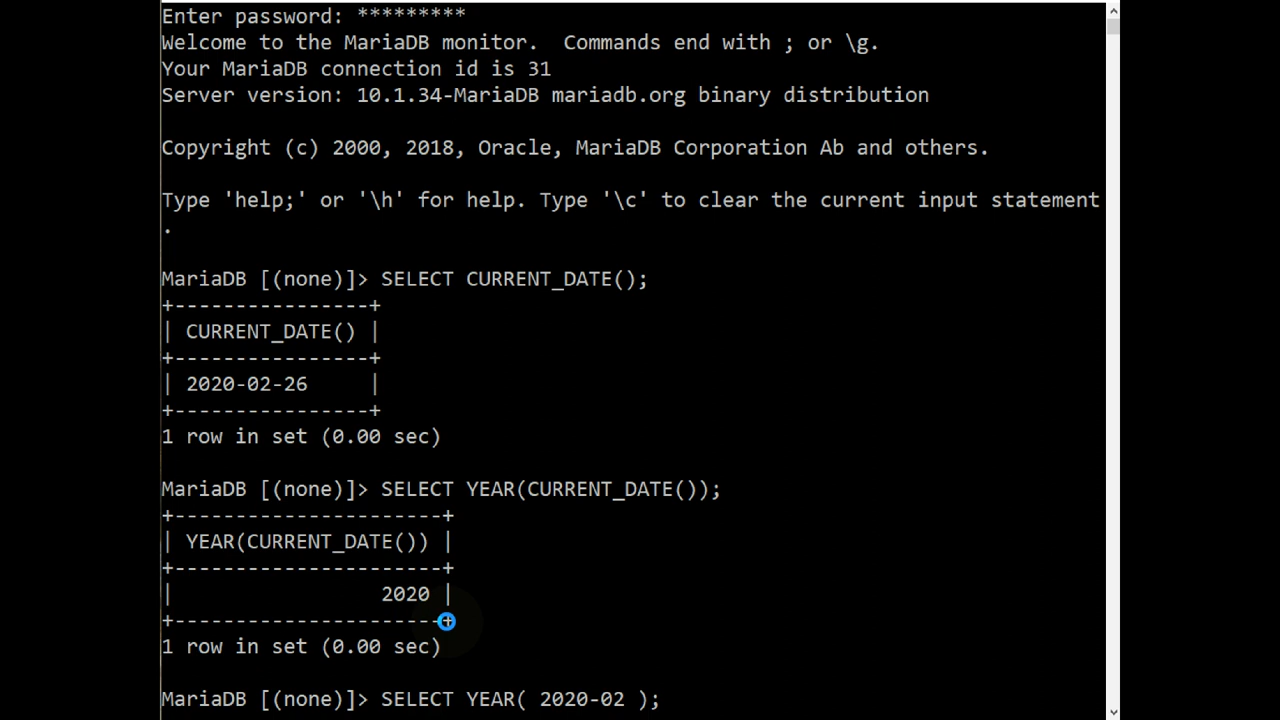 Enter password: *********
Welcome to the MariaDB monitor.  Commands end with ; or \g.
Your MariaDB connection id is 31
Server version: 10.1.34-MariaDB mariadb.org binary distribution
Copyright (c) 2000, 2018, Oracle, MariaDB Corporation Ab and others.
Type 'help;' or '\h' for help. Type '\c' to clear the current input statement
.
MariaDB [(none)]> SELECT CURRENT_DATE();
+----------------+
| CURRENT_DATE() |
+----------------+
| 2020-02-26     |
+----------------+
1 row in set (0.00 sec)
MariaDB [(none)]> SELECT YEAR(CURRENT_DATE());
+----------------------+
| YEAR(CURRENT_DATE()) |
+----------------------+
|                 2020 |
+----------------------+
1 row in set (0.00 sec)
MariaDB [(none)]> SELECT YEAR( 2020-02 );